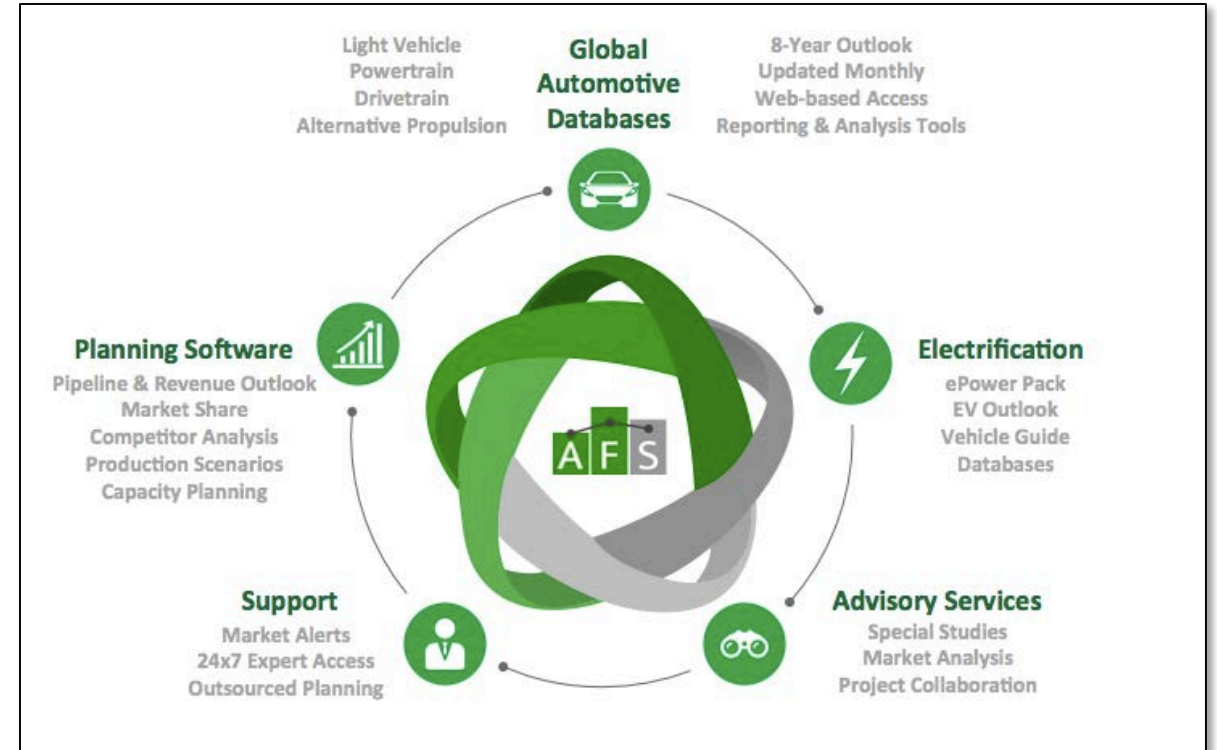 Light Vehicle
Powertrain
Drivetrain
Alternative Propulsion
Global
Automotive
Databases
8-Year Outlook
Updated Monthly
Web-based Access
Reporting & Analysis Tools
Planning Software
Pipeline & Revenue Outlook
Market Share
Competitor Analysis
Production Scenarios
Capacity Planning
AFS
Electrification
ePower Pack
EV Outlook
Vehicle Guide
Databases
Support
Market Alerts
24x7 Expert Access
Outsourced Planning
Advisory Services
Special Studies
Market Analysis
Project Collaboration